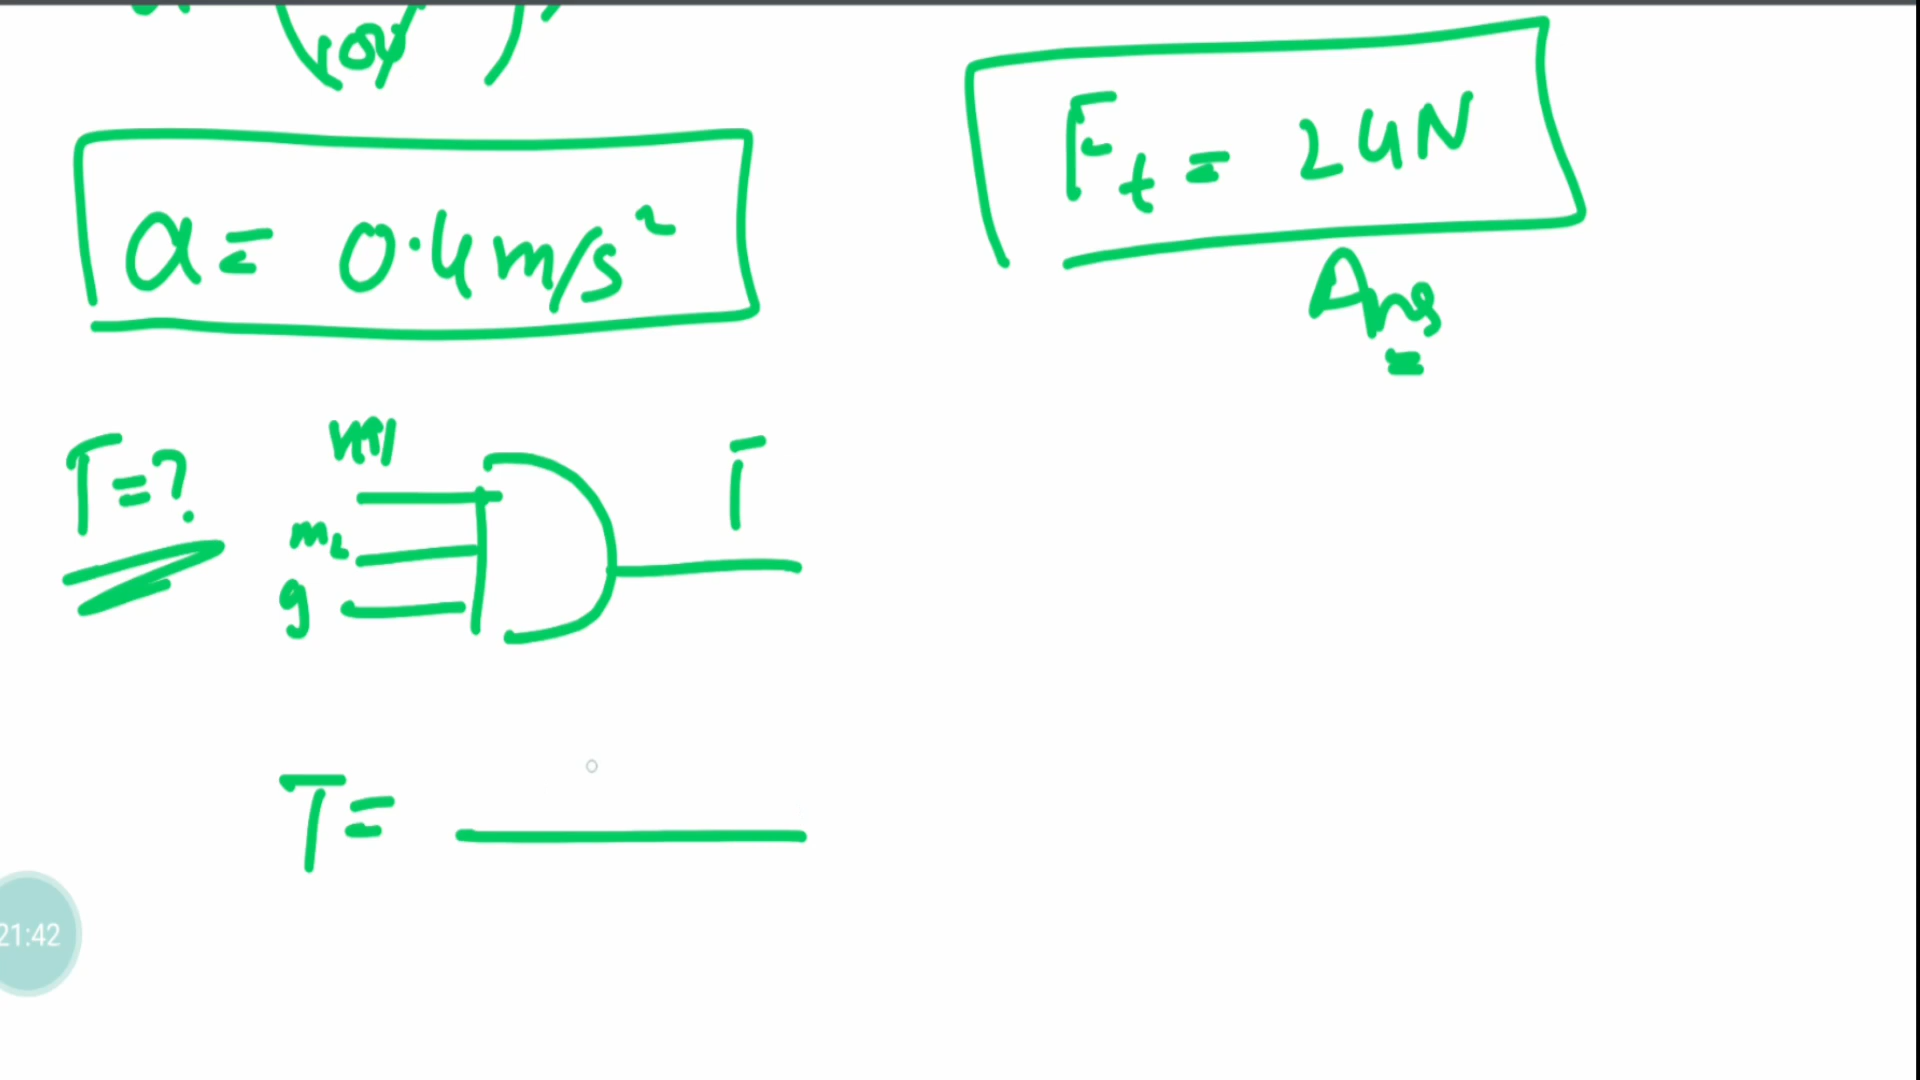 a = 0.4 m/s²
Ft = 24N
Ans
T = ?
m1
m2
g
T
T =
21:42